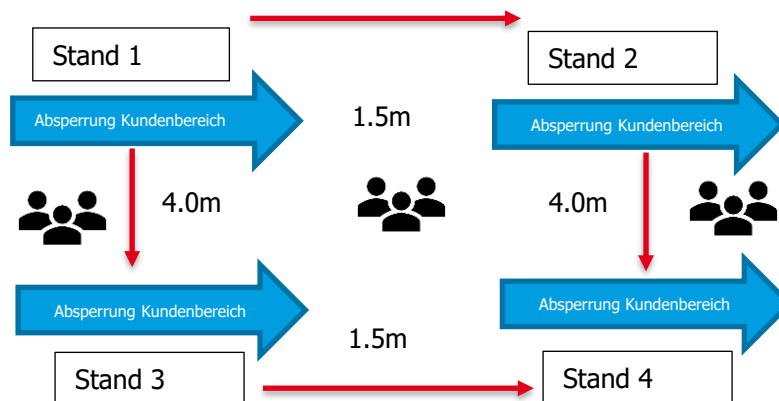 Stand 1
Stand 2
Absperrung Kundenbereich
1.5m
Absperrung Kundenbereich
4.0m
4.0m
Absperrung Kundenbereich
Absperrung Kundenbereich
1.5m
Stand 3
Stand 4